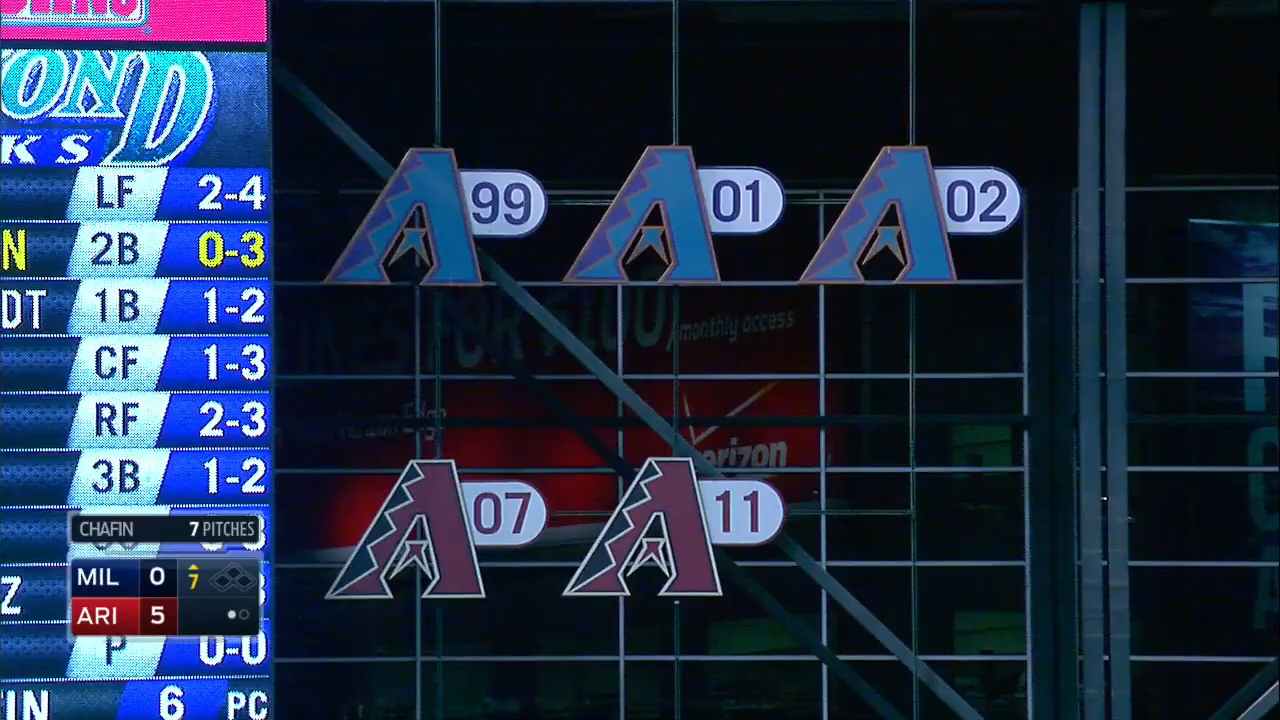 OND
KS
LF 2-4
N 2B 0-3
DT 1B 1-2
CF 1-3
RF 2-3
3B 1-2
CHAFIN 7 PITCHES
MIL 0 7
Z
ARI 5
P 0-0
IN 6 PC
A 99 A 01 A 02
/monthly access
Edge
verizon
A 07 A 11